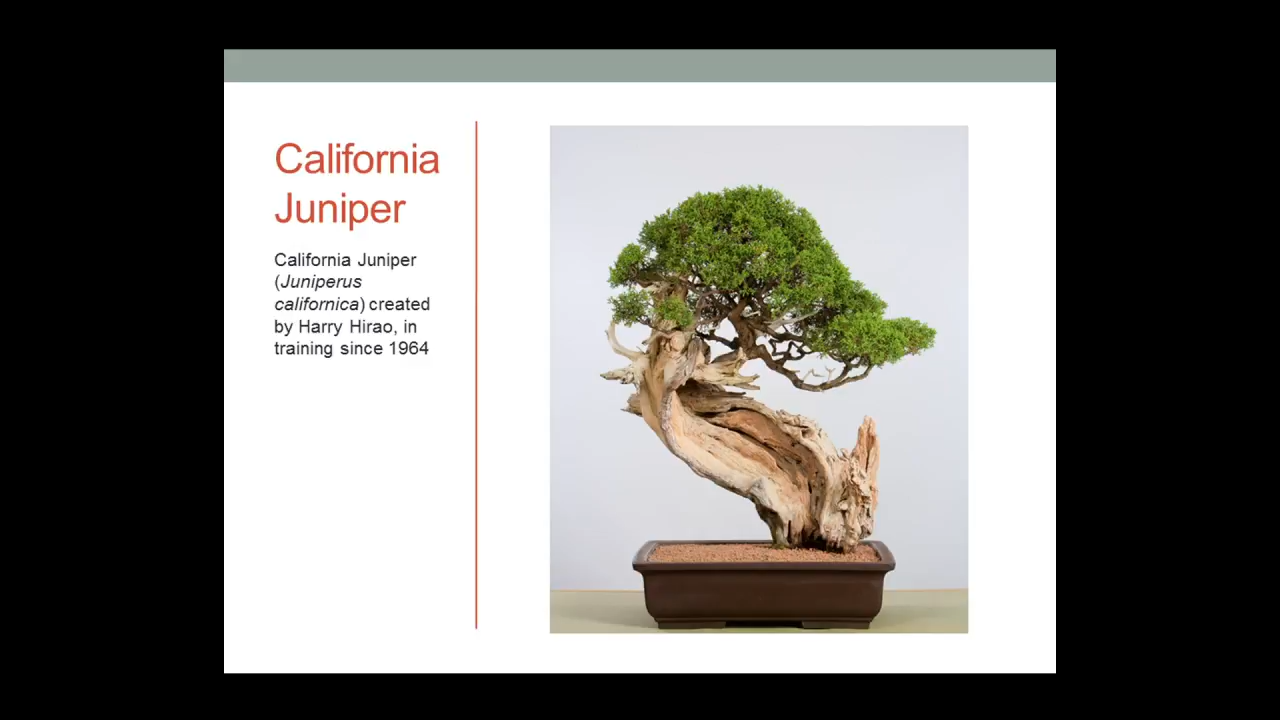 California
Juniper
California Juniper
(Juniperus
californica) created
by Harry Hirao, in
training since 1964